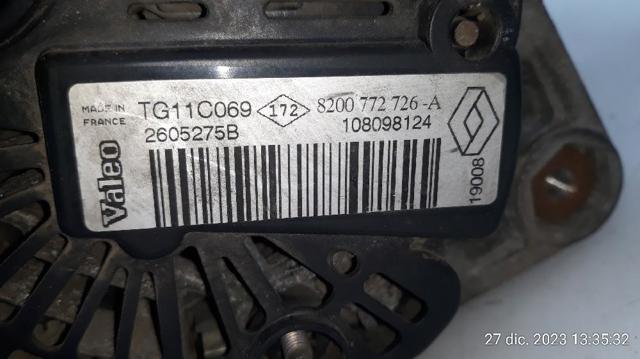 MADE IN
FRANCE
TG11C069 172 8200 772 726-A
2605275B 108098124
Valeo
19008
27 dic. 2023 13:35:32